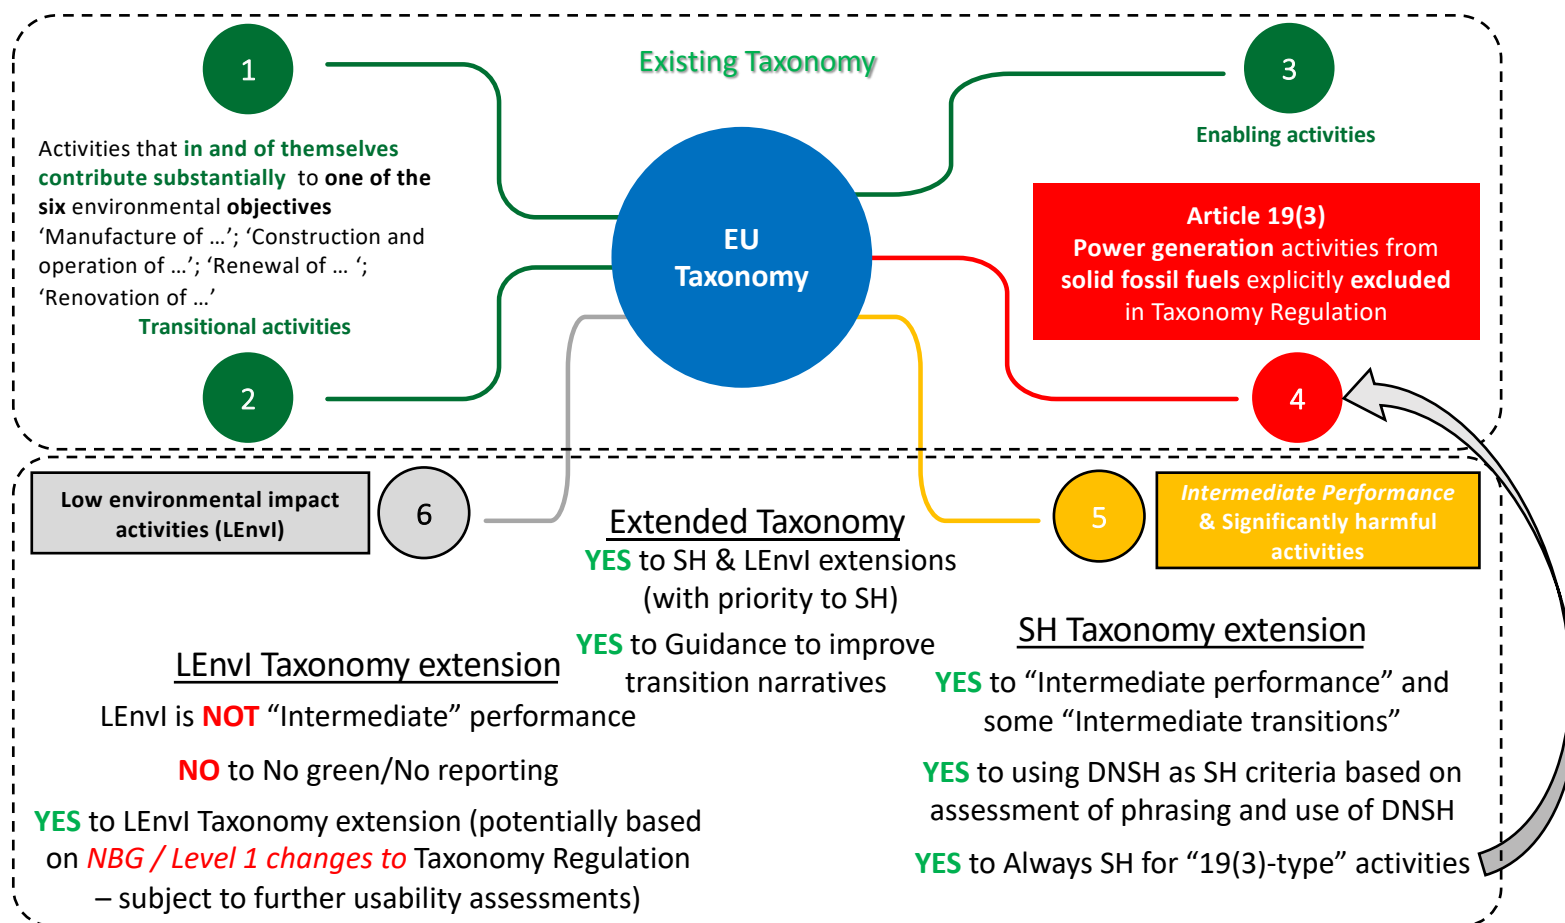 Existing Taxonomy
1
Activities that in and of themselves
contribute substantially to one of the
six environmental objectives
‘Manufacture of …’; ‘Construction and
operation of …’; ‘Renewal of … ‘;
‘Renovation of …’
Transitional activities
2
EU
Taxonomy
3
Enabling activities
Article 19(3)
Power generation activities from
solid fossil fuels explicitly excluded
in Taxonomy Regulation
4
Low environmental impact
activities (LEnvI)
6
5
Intermediate Performance
& Significantly harmful
activities
Extended Taxonomy
YES to SH & LEnvI extensions
(with priority to SH)
YES to Guidance to improve
transition narratives
LEnvI Taxonomy extension
LEnvI is NOT “Intermediate” performance
NO to No green/No reporting
YES to LEnvI Taxonomy extension (potentially based
on NBG / Level 1 changes to Taxonomy Regulation
– subject to further usability assessments)
SH Taxonomy extension
YES to “Intermediate performance” and
some “Intermediate transitions”
YES to using DNSH as SH criteria based on
assessment of phrasing and use of DNSH
YES to Always SH for “19(3)-type” activities